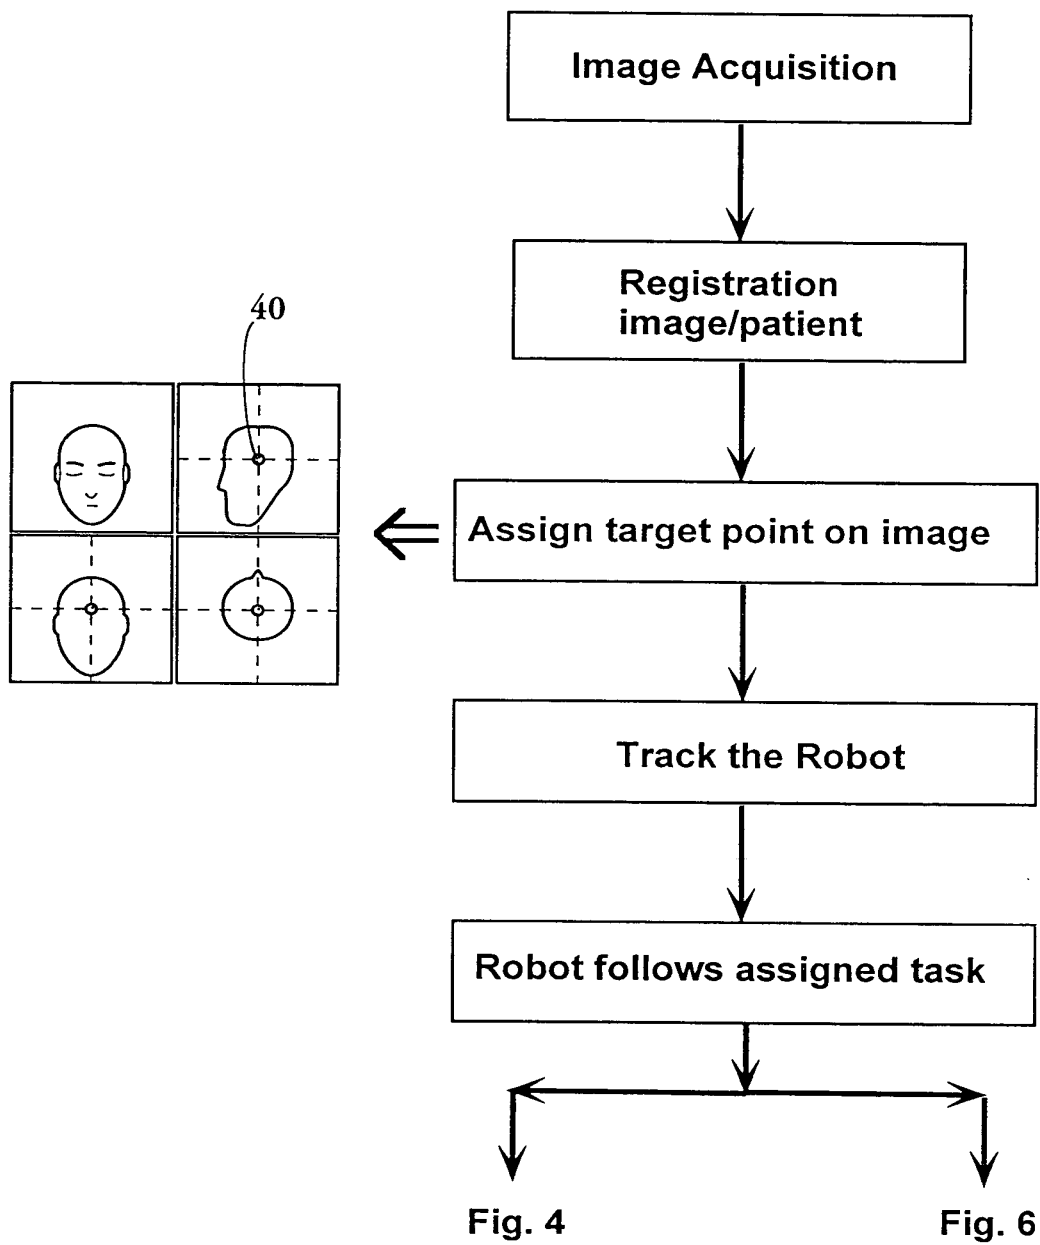 Image Acquisition
Registration
image/patient
40
Assign target point on image
Track the Robot
Robot follows assigned task
Fig. 4
Fig. 6